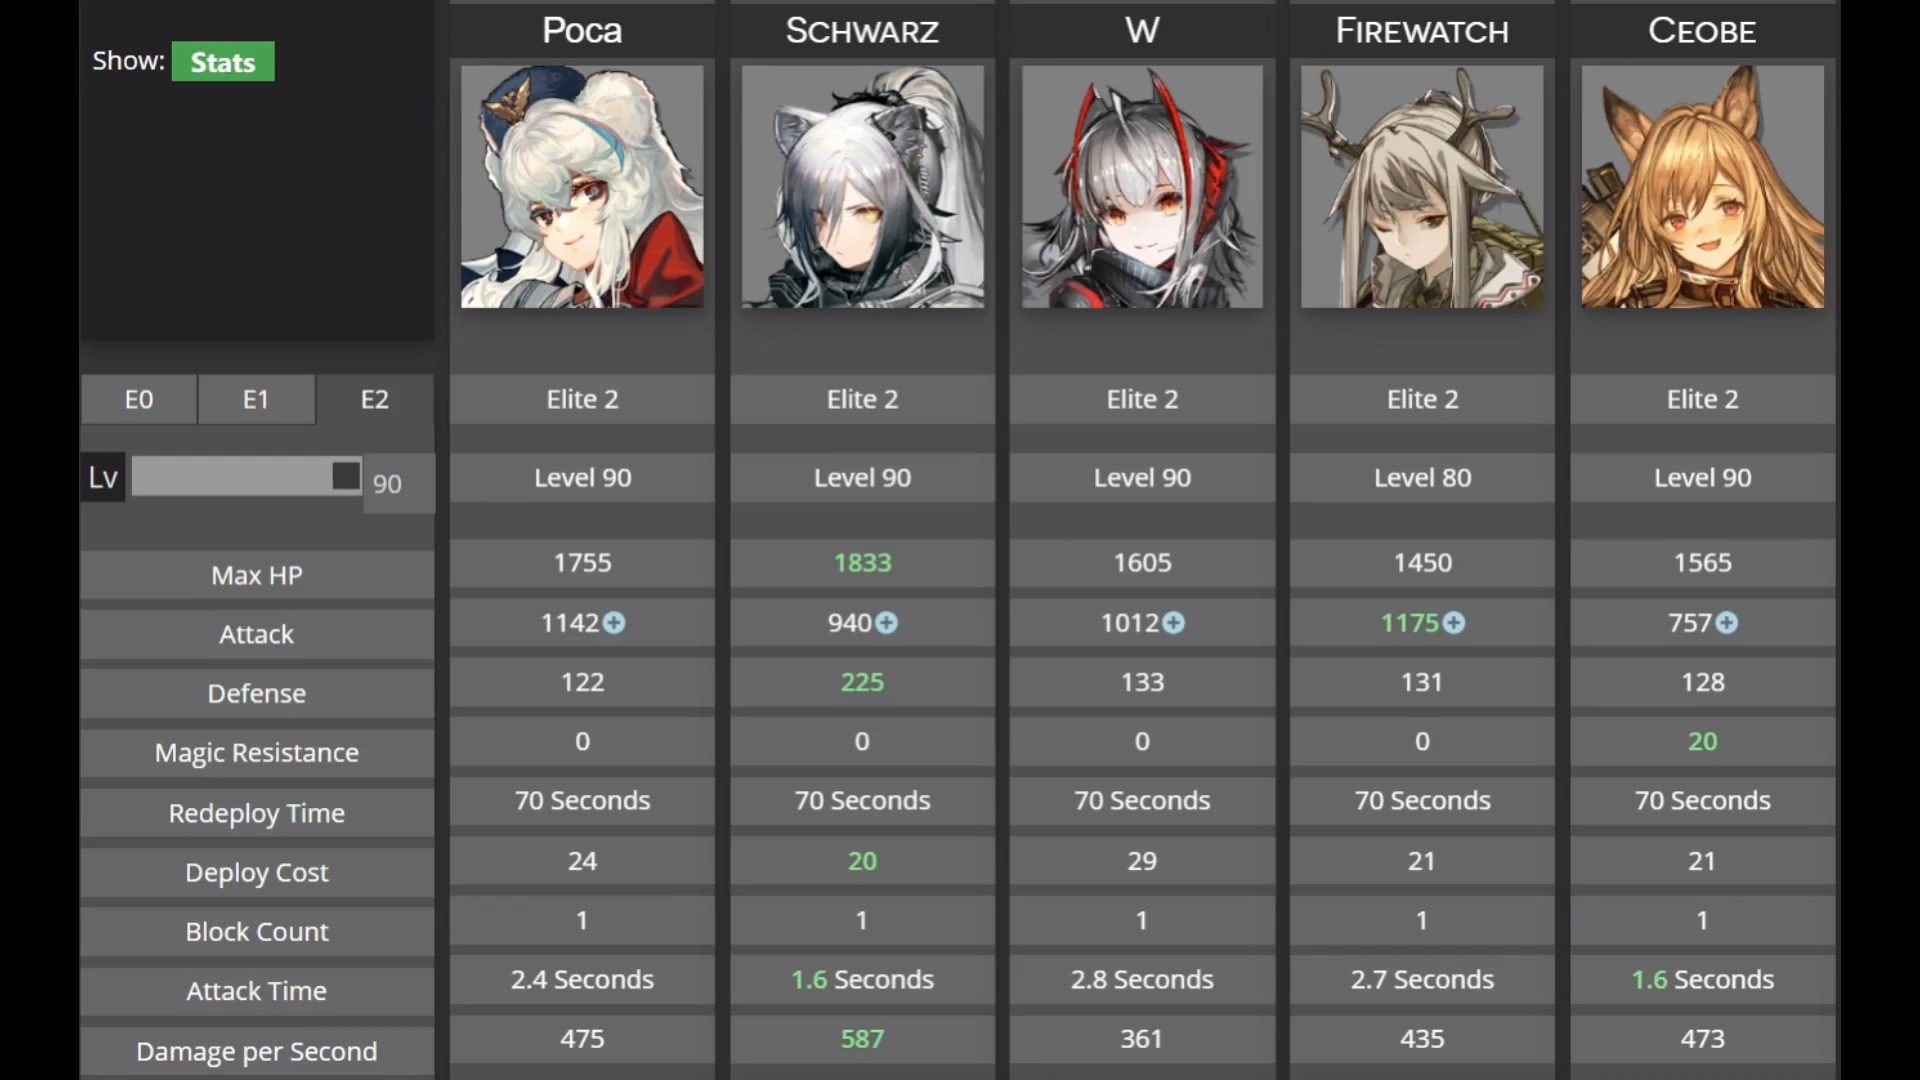 Show: Stats
Poca SCHWARZ W FIREWATCH CEOBE
E0 E1 E2 Elite 2 Elite 2 Elite 2 Elite 2 Elite 2
Lv 90 Level 90 Level 90 Level 90 Level 80 Level 90
Max HP 1755 1833 1605 1450 1565
Attack 1142+ 940+ 1012+ 1175+ 757+
Defense 122 225 133 131 128
Magic Resistance 0 0 0 0 20
Redeploy Time 70 Seconds 70 Seconds 70 Seconds 70 Seconds 70 Seconds
Deploy Cost 24 20 29 21 21
Block Count 1 1 1 1 1
Attack Time 2.4 Seconds 1.6 Seconds 2.8 Seconds 2.7 Seconds 1.6 Seconds
Damage per Second 475 587 361 435 473